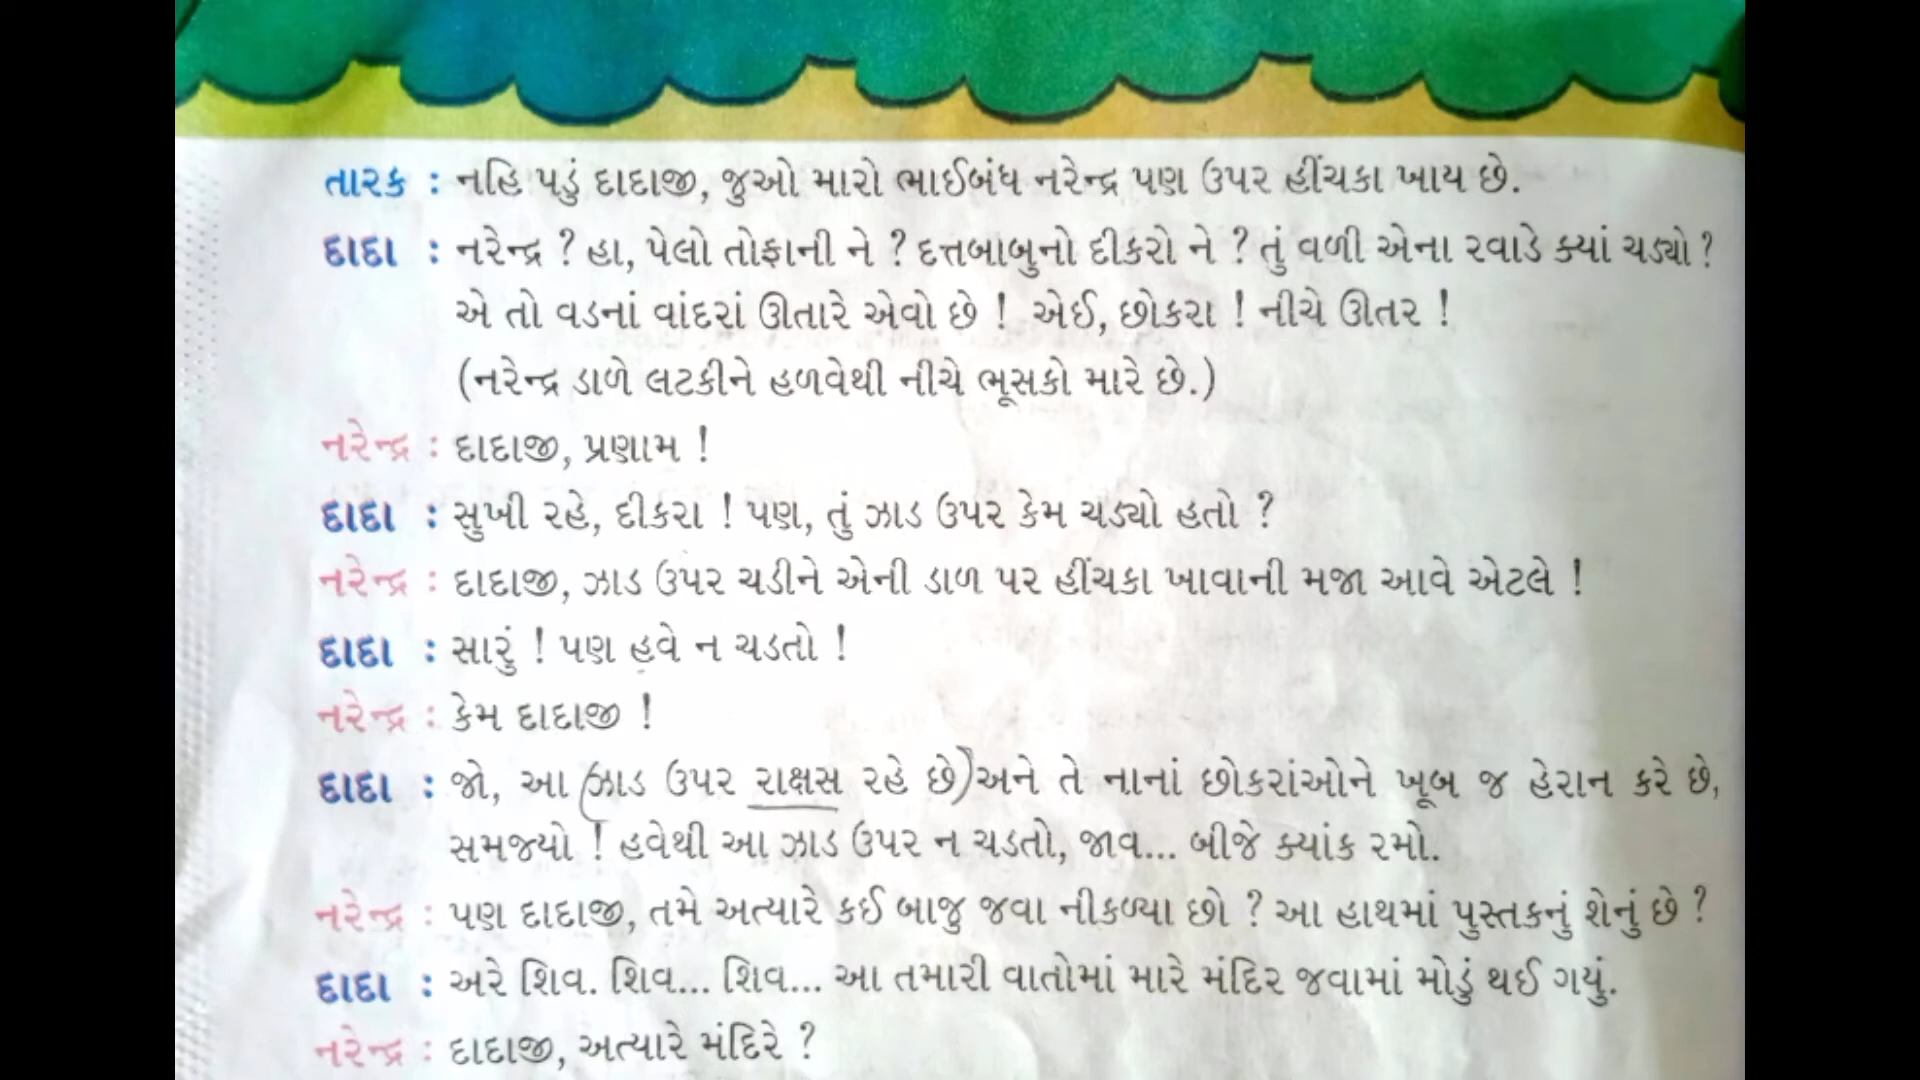 તારક : નહિ પડું દાદાજી, જુઓ મારો ભાઈબંધ નરેન્દ્ર પણ ઉપર હીંચકા ખાય છે.
દાદા : નરેન્દ્ર ? હા, પેલો તોફાની ને ? દત્તબાબુનો દીકરો ને ? તું વળી એના રવાડે ક્યાં ચડ્યો ?
એ તો વડનાં વાંદરાં ઊતારે એવો છે ! એઈ, છોકરા ! નીચે ઊતર !
(નરેન્દ્ર ડાળે લટકીને હળવેથી નીચે ભૂસકો મારે છે.)
નરેન્દ્ર : દાદાજી, પ્રણામ !
દાદા : સુખી રહે, દીકરા ! પણ, તું ઝાડ ઉપર કેમ ચડ્યો હતો ?
નરેન્દ્ર : દાદાજી, ઝાડ ઉપર ચડીને એની ડાળ પર હીંચકા ખાવાની મજા આવે એટલે !
દાદા : સારું ! પણ હવે ન ચડતો !
નરેન્દ્ર : કેમ દાદાજી !
દાદા : જો, આ (ઝાડ ઉપર રાક્ષસ રહે છે) અને તે નાનાં છોકરાંઓને ખૂબ જ હેરાન કરે છે,
સમજ્યો ! હવેથી આ ઝાડ ઉપર ન ચડતો, જાવ... બીજે ક્યાંક રમો.
નરેન્દ્ર : પણ દાદાજી, તમે અત્યારે કઈ બાજુ જવા નીકળ્યા છો ? આ હાથમાં પુસ્તકનું શેનું છે ?
દાદા : અરે શિવ. શિવ... શિવ... આ તમારી વાતોમાં મારે મંદિર જવામાં મોડું થઈ ગયું.
નરેન્દ્ર : દાદાજી, અત્યારે મંદિરે ?